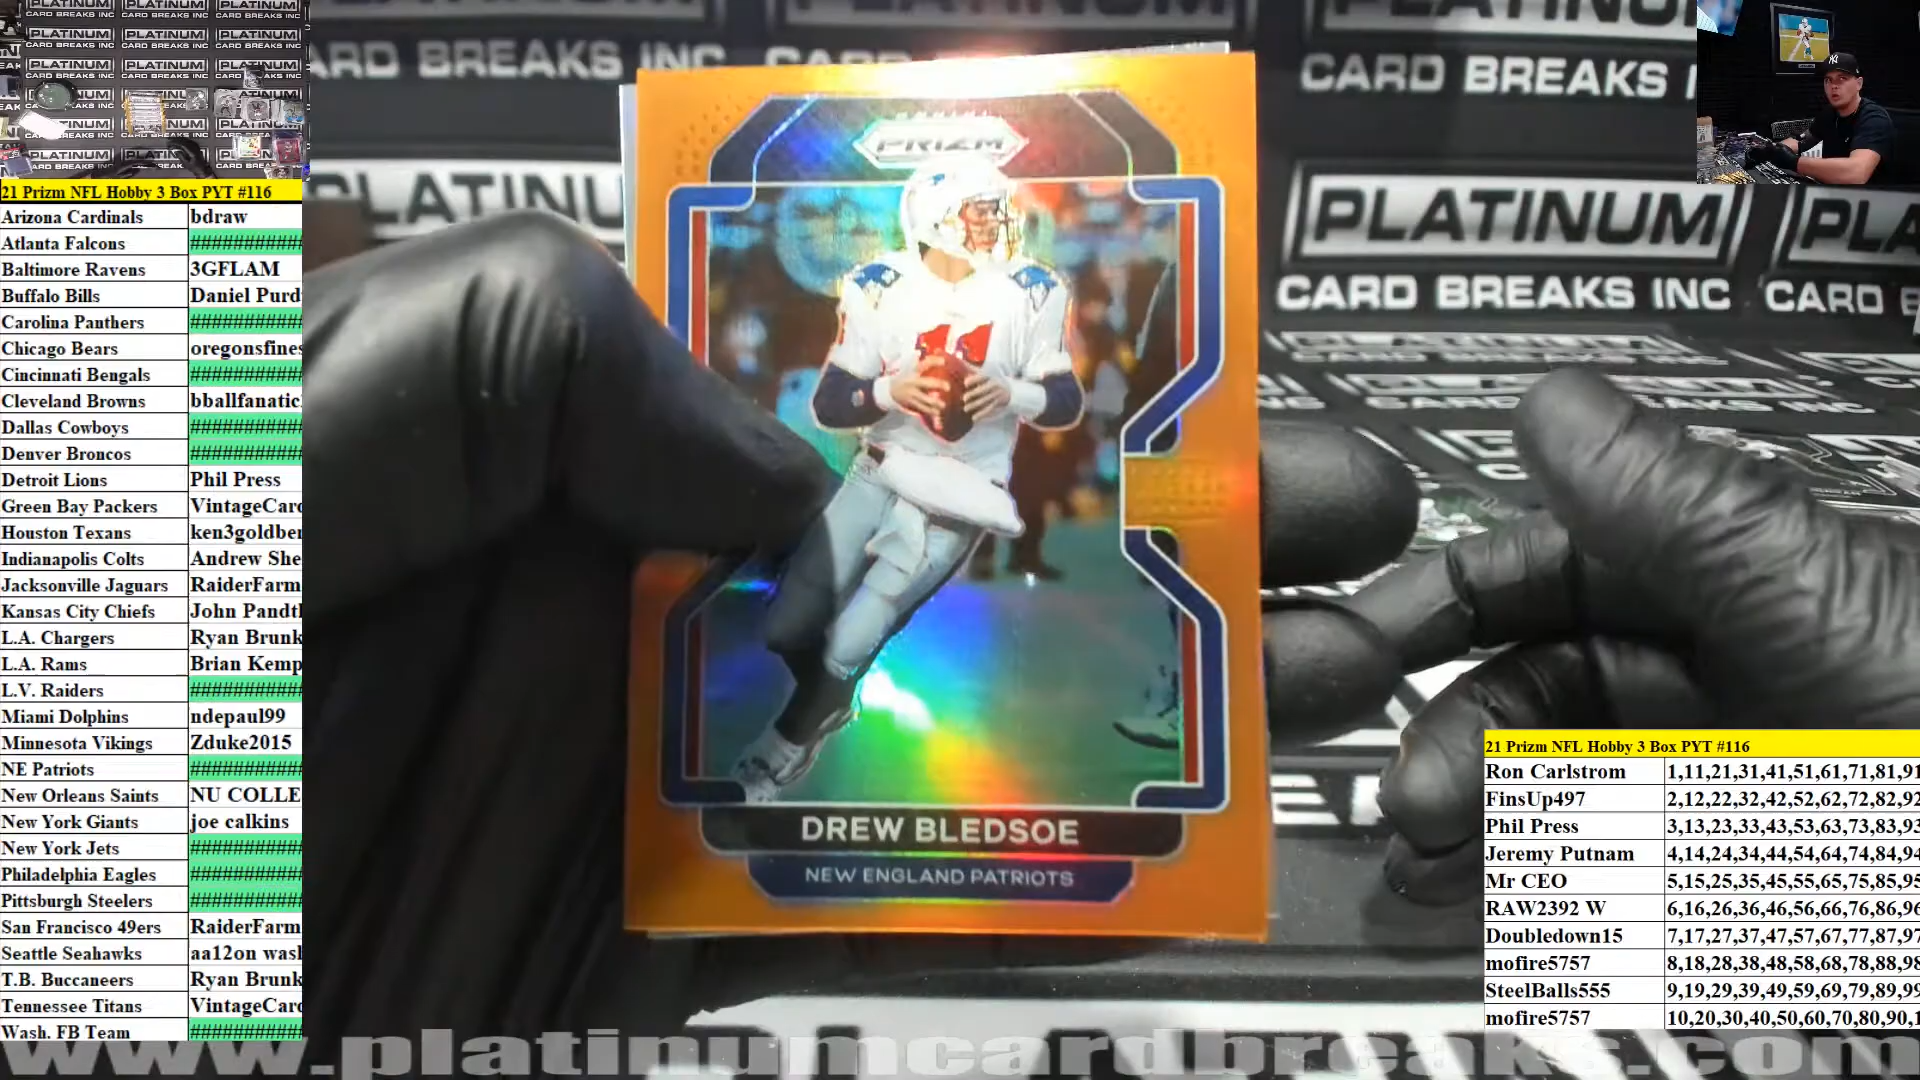 21 Prizm NFL Hobby 3 Box PYT #116
Arizona Cardinals bdraw
Atlanta Falcons ############
Baltimore Ravens 3GFLAM
Buffalo Bills Daniel Purd
Carolina Panthers ############
Chicago Bears oregonsfines
Cincinnati Bengals ############
Cleveland Browns bballfanatic
Dallas Cowboys ############
Denver Broncos ############
Detroit Lions Phil Press
Green Bay Packers VintageCard
Houston Texans ken3goldber
Indianapolis Colts Andrew She
Jacksonville Jaguars RaiderFarm
Kansas City Chiefs John Pandtl
L.A. Chargers Ryan Brunk
L.A. Rams Brian Kemp
L.V. Raiders ############
Miami Dolphins ndepaul99
Minnesota Vikings Zduke2015
NE Patriots ############
New Orleans Saints NU COLLE
New York Giants joe calkins
New York Jets ############
Philadelphia Eagles ############
Pittsburgh Steelers ############
San Francisco 49ers RaiderFarm
Seattle Seahawks aa12on wash
T.B. Buccaneers Ryan Brunk
Tennessee Titans VintageCard
Wash. FB Team ############
PRIZM
11
DREW BLEDSOE
NEW ENGLAND PATRIOTS
PLATINUM
CARD BREAKS INC
PLATINUM
CARD BREAKS INC
21 Prizm NFL Hobby 3 Box PYT #116
Ron Carlstrom 1,11,21,31,41,51,61,71,81,91
FinsUp497 2,12,22,32,42,52,62,72,82,92
Phil Press 3,13,23,33,43,53,63,73,83,93
Jeremy Putnam 4,14,24,34,44,54,64,74,84,94
Mr CEO 5,15,25,35,45,55,65,75,85,95
RAW2392 W 6,16,26,36,46,56,66,76,86,96
Doubledown15 7,17,27,37,47,57,67,77,87,97
mofire5757 8,18,28,38,48,58,68,78,88,98
SteelBalls555 9,19,29,39,49,59,69,79,89,99
mofire5757 10,20,30,40,50,60,70,80,90,1
www.platinumcardbreaks.com